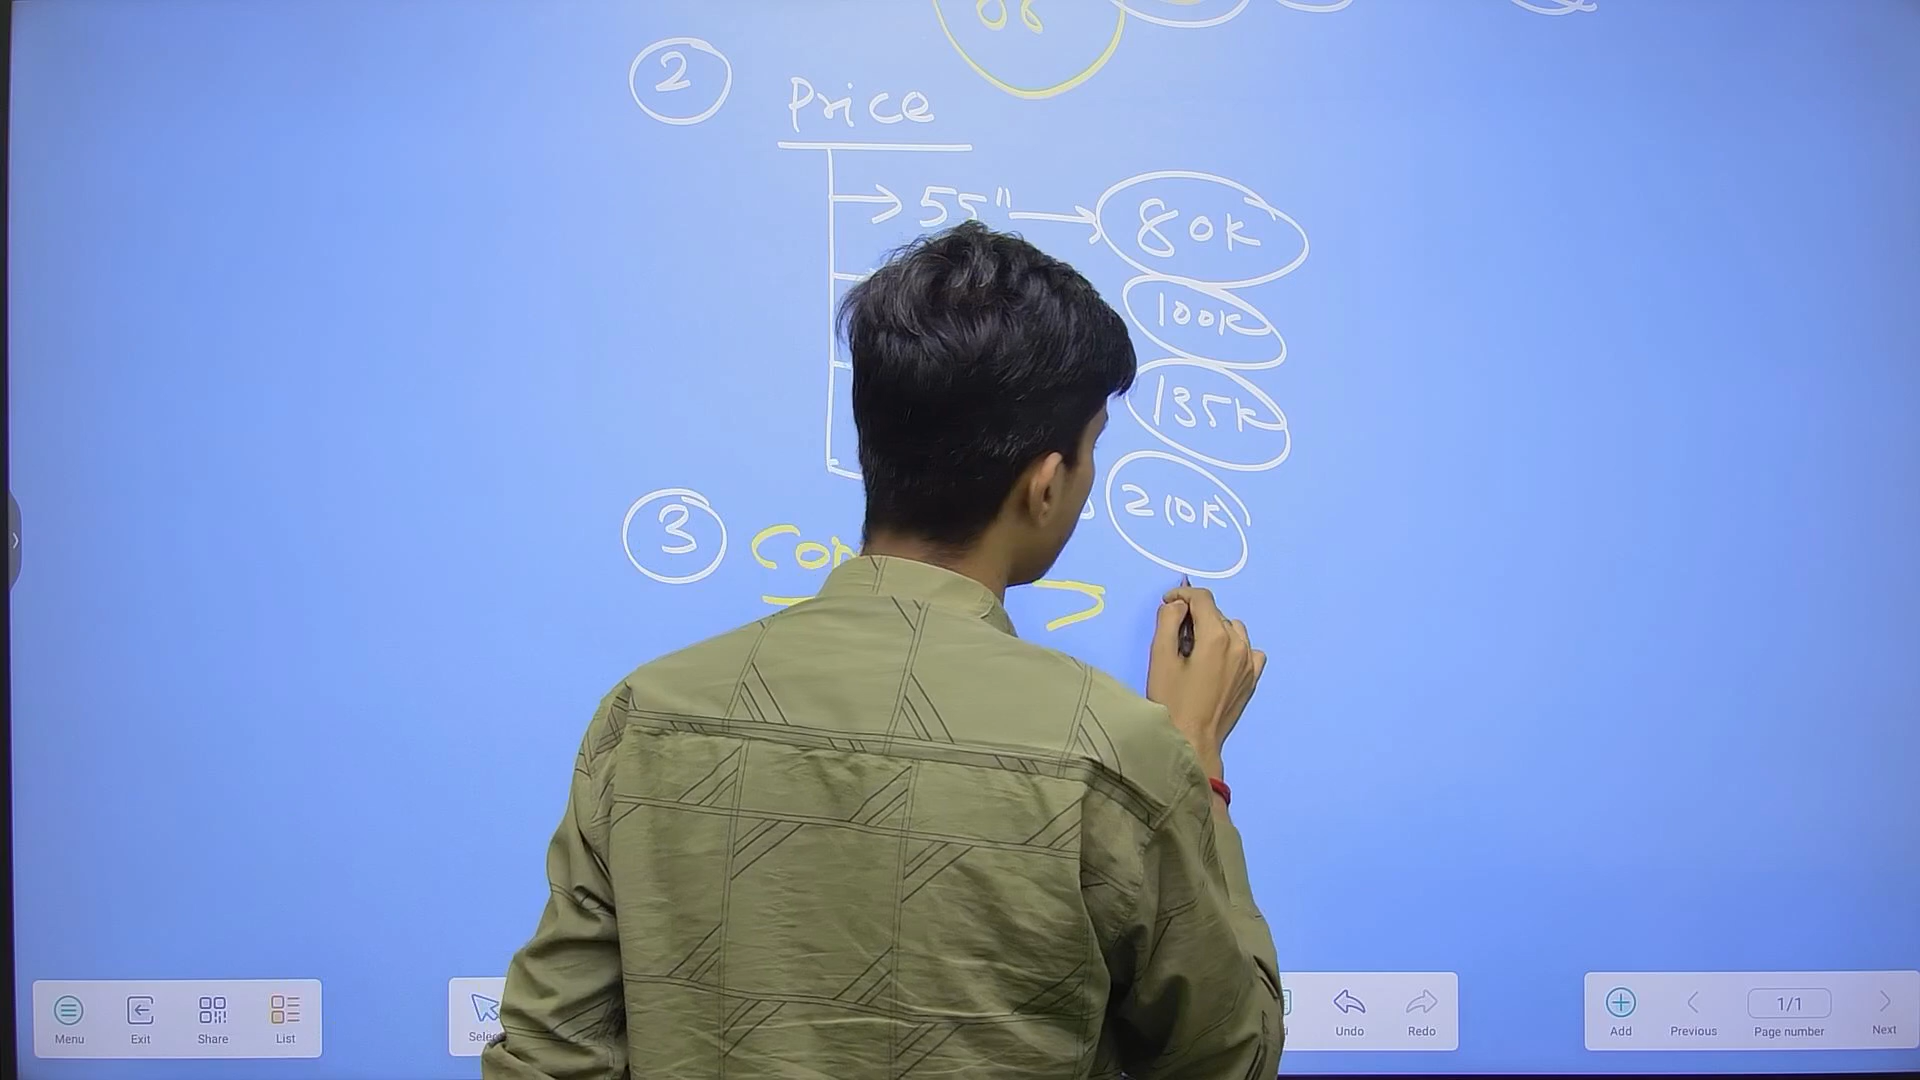 2 Price
55" → 80K
100K
135K
210K
3
Menu Exit Share List
Undo Redo
Add Previous 1/1 Page number Next